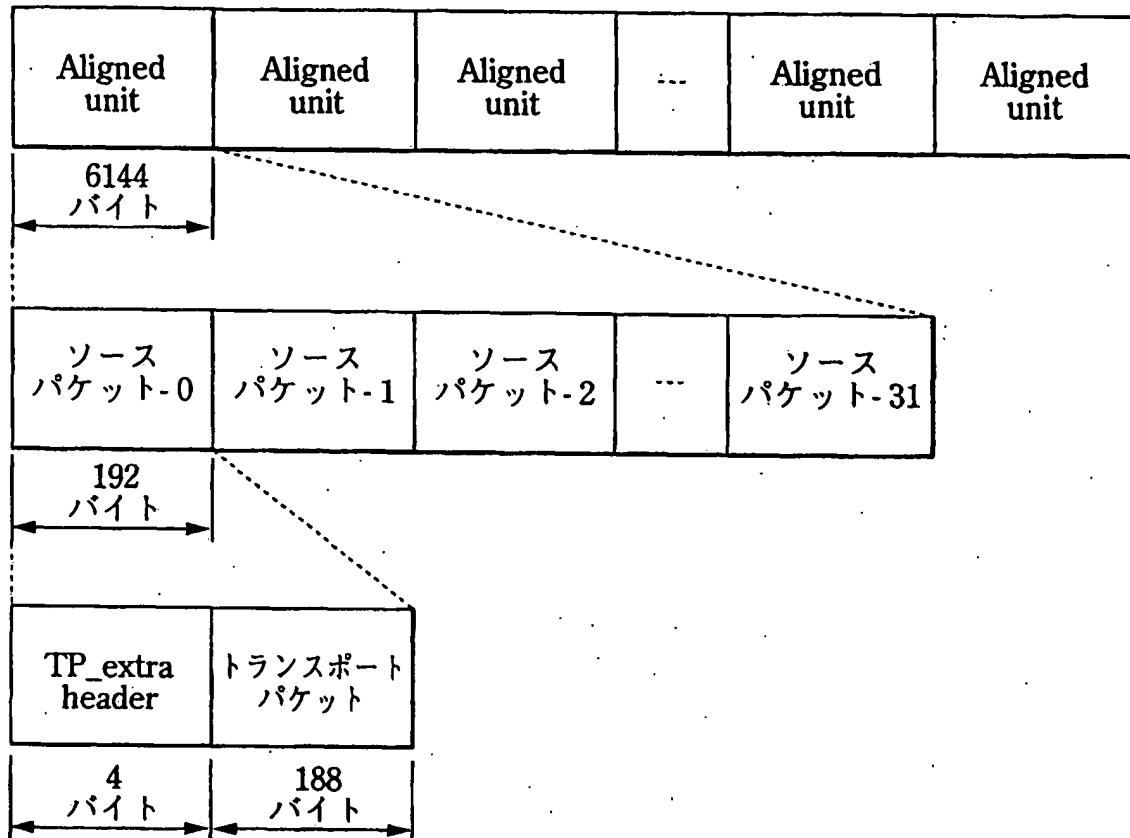 Aligned
unit
Aligned
unit
Aligned
unit
---
Aligned
unit
Aligned
unit
6144
バイト
ソース
パケット-0
ソース
パケット-1
ソース
パケット-2
---
ソース
パケット-31
192
バイト
TP_extra
header
トランスポート
パケット
4
バイト
188
バイト